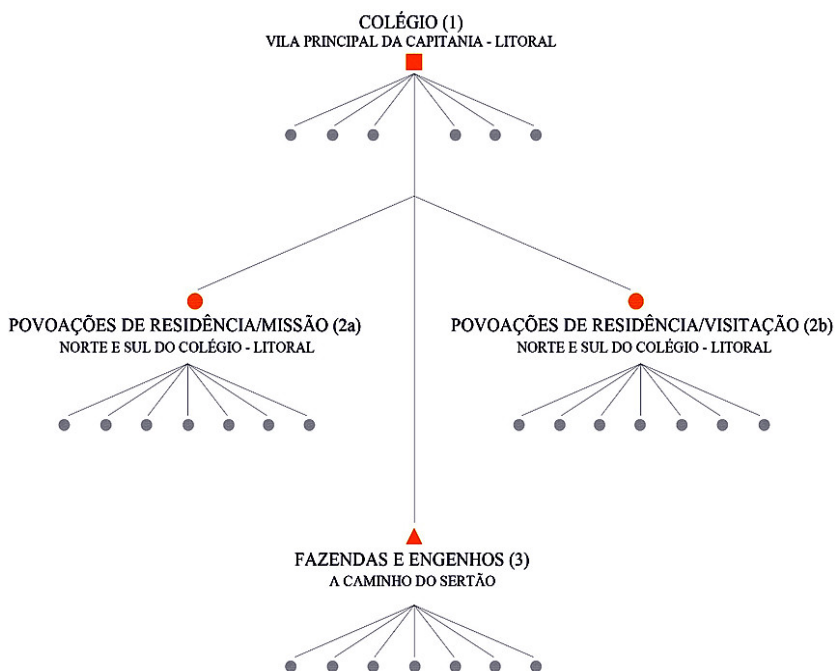 COLÉGIO (1)
VILA PRINCIPAL DA CAPITANIA - LITORAL
POVOAÇÕES DE RESIDÊNCIA/MISSÃO (2a)
NORTE E SUL DO COLÉGIO - LITORAL
POVOAÇÕES DE RESIDÊNCIA/VISITAÇÃO (2b)
NORTE E SUL DO COLÉGIO - LITORAL
FAZENDAS E ENGENHOS (3)
A CAMINHO DO SERTÃO